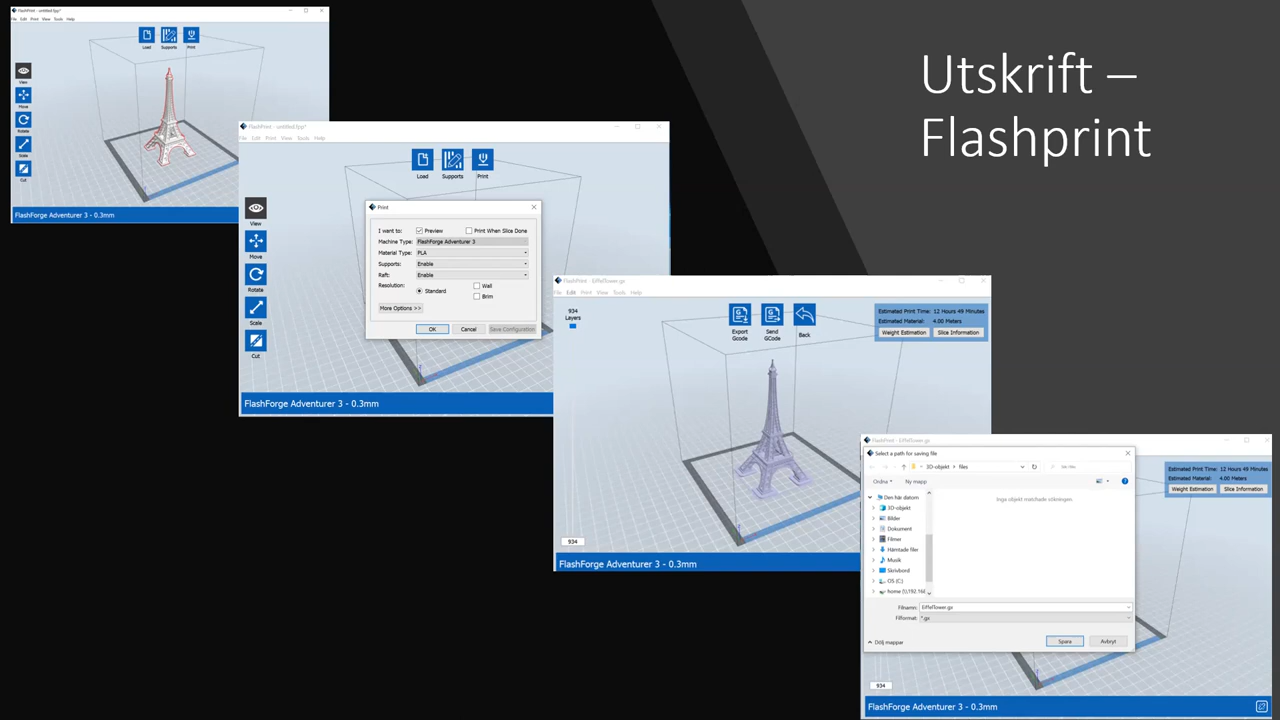 Utskrift –
Flashprint
FlashPrint - untitled.fpp*
File Edit Print View Tools Help
Load Supports Print
View
Move
Rotate
Scale
Cut
FlashForge Adventurer 3 - 0.3mm
FlashPrint - untitled.fpp*
File Edit Print View Tools Help
Load Supports Print
View
Move
Rotate
Scale
Cut
Print
I want to: Preview Print When Slice Done
Machine Type: FlashForge Adventurer 3
Material Type: PLA
Supports: Enable
Raft: Enable
Resolution: Standard Wall
Brim
More Options >>
OK Cancel Save Configuration
FlashForge Adventurer 3 - 0.3mm
FlashPrint - EiffelTower.gx
File Edit Print View Tools Help
934
Layers
Export
Gcode
Send
GCode
Back
Estimated Print Time: 12 Hours 49 Minutes
Estimated Material: 4.00 Meters
Weight Estimation Slice Information
934
FlashForge Adventurer 3 - 0.3mm
FlashPrint - EiffelTower.gx
Select a path for saving file
3D-objekt › files
Ordna Ny mapp
Den här datorn
3D-objekt
Bilder
Dokument
Filmer
Hämtade filer
Musik
Skrivbord
OS (C:)
Inge objekt matchade sökningen.
Filnamn: EiffelTower.gx
Filformat: *.gx
Dölj mappar
Spara Avbryt
Estimated Print Time: 12 Hours 49 Minutes
Estimated Material: 4.00 Meters
Weight Estimation Slice Information
934
FlashForge Adventurer 3 - 0.3mm